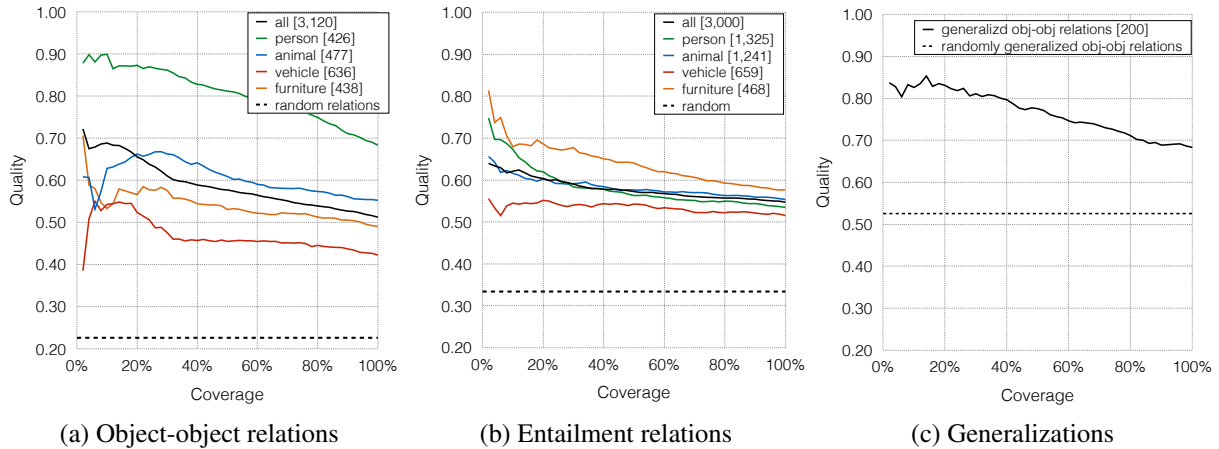 1.00
0.90
0.80
0.70
0.60
0.50
0.40
0.30
0.20
Quality
all [3,120]
person [426]
animal [477]
vehicle [636]
furniture [438]
random relations
0% 20% 40% 60% 80% 100%
Coverage
(a) Object-object relations
1.00
0.90
0.80
0.70
0.60
0.50
0.40
0.30
0.20
Quality
all [3,000]
person [1,325]
animal [1,241]
vehicle [659]
furniture [468]
random
0% 20% 40% 60% 80% 100%
Coverage
(b) Entailment relations
1.00
0.90
0.80
0.70
0.60
0.50
0.40
0.30
0.20
Quality
generalizd obj-obj relations [200]
randomly generalized obj-obj relations
0% 20% 40% 60% 80% 100%
Coverage
(c) Generalizations